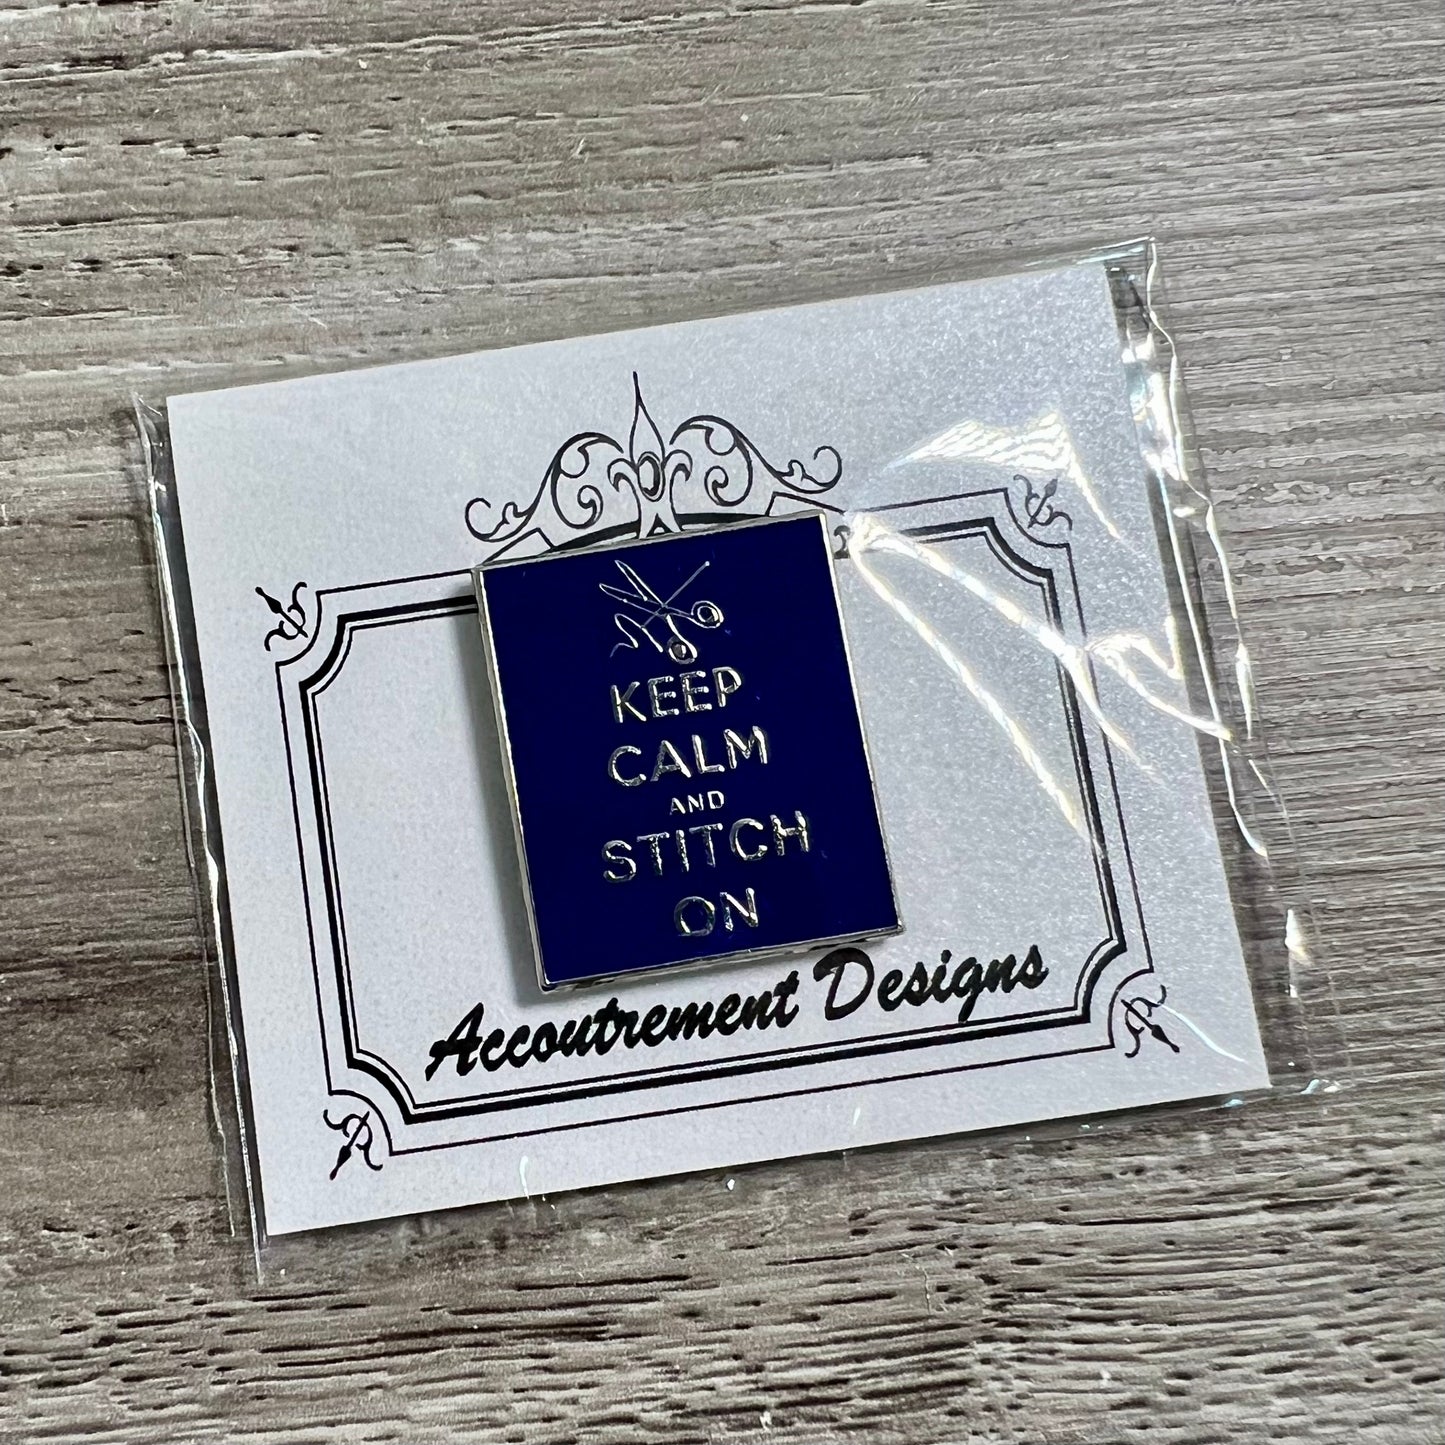 KEEP
CALM
AND
STITCH
ON
Accoutrement Designs